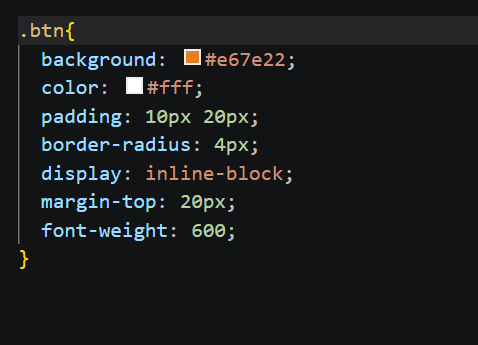 .btn{
background: #e67e22;
color: #fff;
padding: 10px 20px;
border-radius: 4px;
display: inline-block;
margin-top: 20px;
font-weight: 600;
}